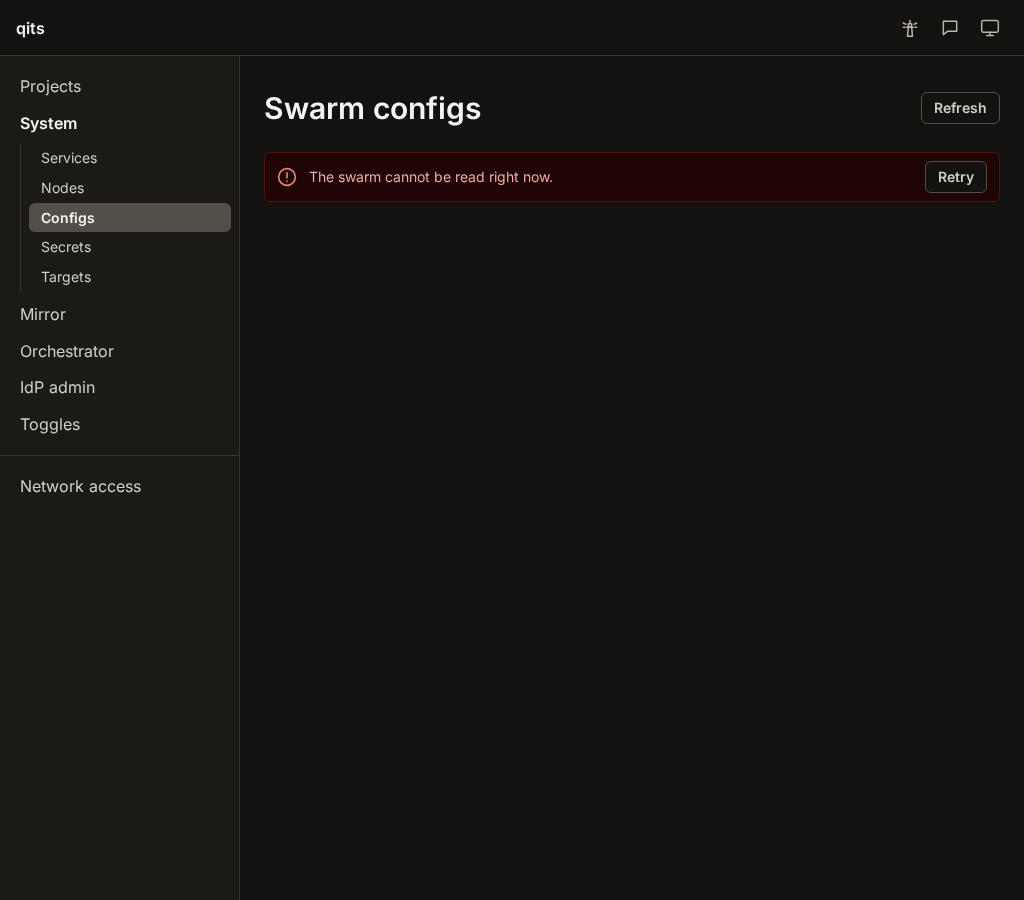 qits
Projects
System
Services
Nodes
Configs
Secrets
Targets
Mirror
Orchestrator
IdP admin
Toggles
Network access
Swarm configs
Refresh
The swarm cannot be read right now.
Retry